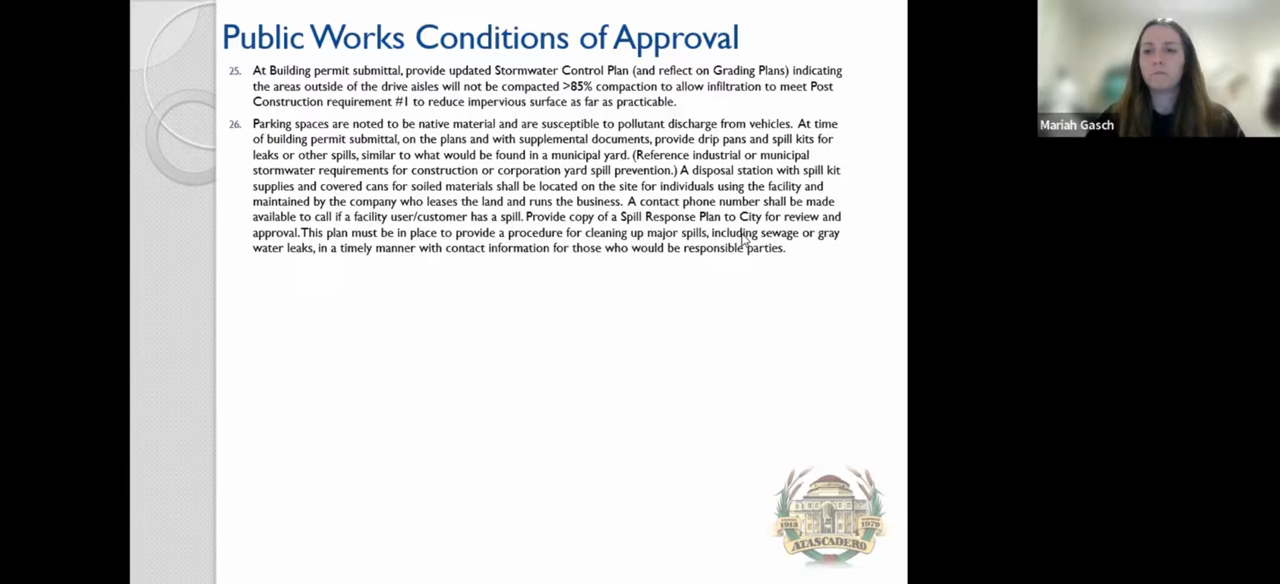 Public Works Conditions of Approval
25. At Building permit submittal, provide updated Stormwater Control Plan (and reflect on Grading Plans) indicating
the areas outside of the drive aisles will not be compacted >85% compaction to allow infiltration to meet Post
Construction requirement #1 to reduce impervious surface as far as practicable.
26. Parking spaces are noted to be native material and are susceptible to pollutant discharge from vehicles. At time
of building permit submittal, on the plans and with supplemental documents, provide drip pans and spill kits for
leaks or other spills, similar to what would be found in a municipal yard. (Reference industrial or municipal
stormwater requirements for construction or corporation yard spill prevention.) A disposal station with spill kit
supplies and covered cans for soiled materials shall be located on the site for individuals using the facility and
maintained by the company who leases the land and runs the business. A contact phone number shall be made
available to call if a facility user/customer has a spill. Provide copy of a Spill Response Plan to City for review and
approval. This plan must be in place to provide a procedure for cleaning up major spills, including sewage or gray
water leaks, in a timely manner with contact information for those who would be responsible parties.
Mariah Gasch
1913
1979
ATASCADERO